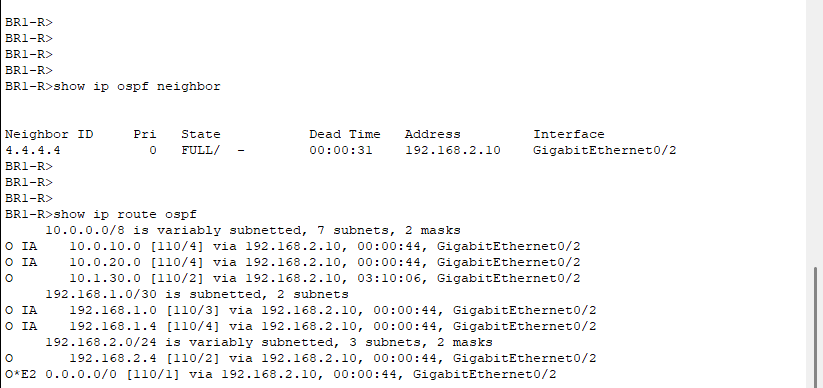 BR1-R>
BR1-R>
BR1-R>
BR1-R>
BR1-R>show ip ospf neighbor
Neighbor ID     Pri   State           Dead Time   Address         Interface
4.4.4.4           0   FULL/  -        00:00:31    192.168.2.10    GigabitEthernet0/2
BR1-R>
BR1-R>
BR1-R>
BR1-R>show ip route ospf
     10.0.0.0/8 is variably subnetted, 7 subnets, 2 masks
O IA    10.0.10.0 [110/4] via 192.168.2.10, 00:00:44, GigabitEthernet0/2
O IA    10.0.20.0 [110/4] via 192.168.2.10, 00:00:44, GigabitEthernet0/2
O       10.1.30.0 [110/2] via 192.168.2.10, 03:10:06, GigabitEthernet0/2
     192.168.1.0/30 is subnetted, 2 subnets
O IA    192.168.1.0 [110/3] via 192.168.2.10, 00:00:44, GigabitEthernet0/2
O IA    192.168.1.4 [110/4] via 192.168.2.10, 00:00:44, GigabitEthernet0/2
     192.168.2.0/24 is variably subnetted, 3 subnets, 2 masks
O       192.168.2.4 [110/2] via 192.168.2.10, 00:00:44, GigabitEthernet0/2
O*E2 0.0.0.0/0 [110/1] via 192.168.2.10, 00:00:44, GigabitEthernet0/2